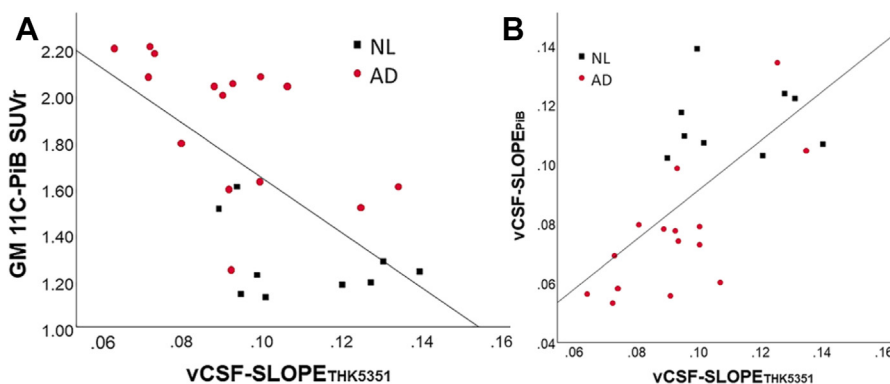 A
GM 11C-PiB SUVr
2.20
2.00
1.80
1.60
1.40
1.20
1.00
.06
.08
.10
.12
.14
.16
vCSF-SLOPETHK5351
NL
AD
B
vCSF-SLOPEPiB
.14
.12
.10
.08
.06
.04
.06
.08
.10
.12
.14
.16
vCSF-SLOPETHK5351
NL
AD